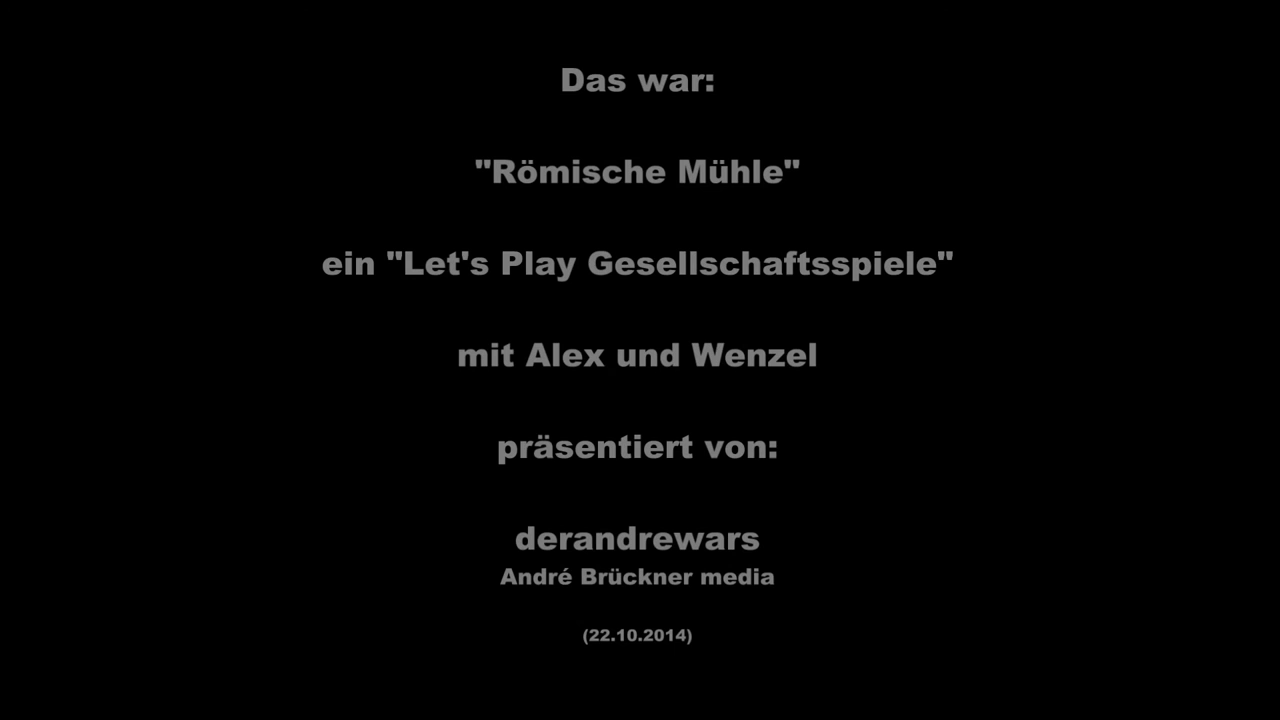 Das war:
"Römische Mühle"
ein "Let's Play Gesellschaftsspiele"
mit Alex und Wenzel
präsentiert von:
derandrewars
André Brückner media
(22.10.2014)